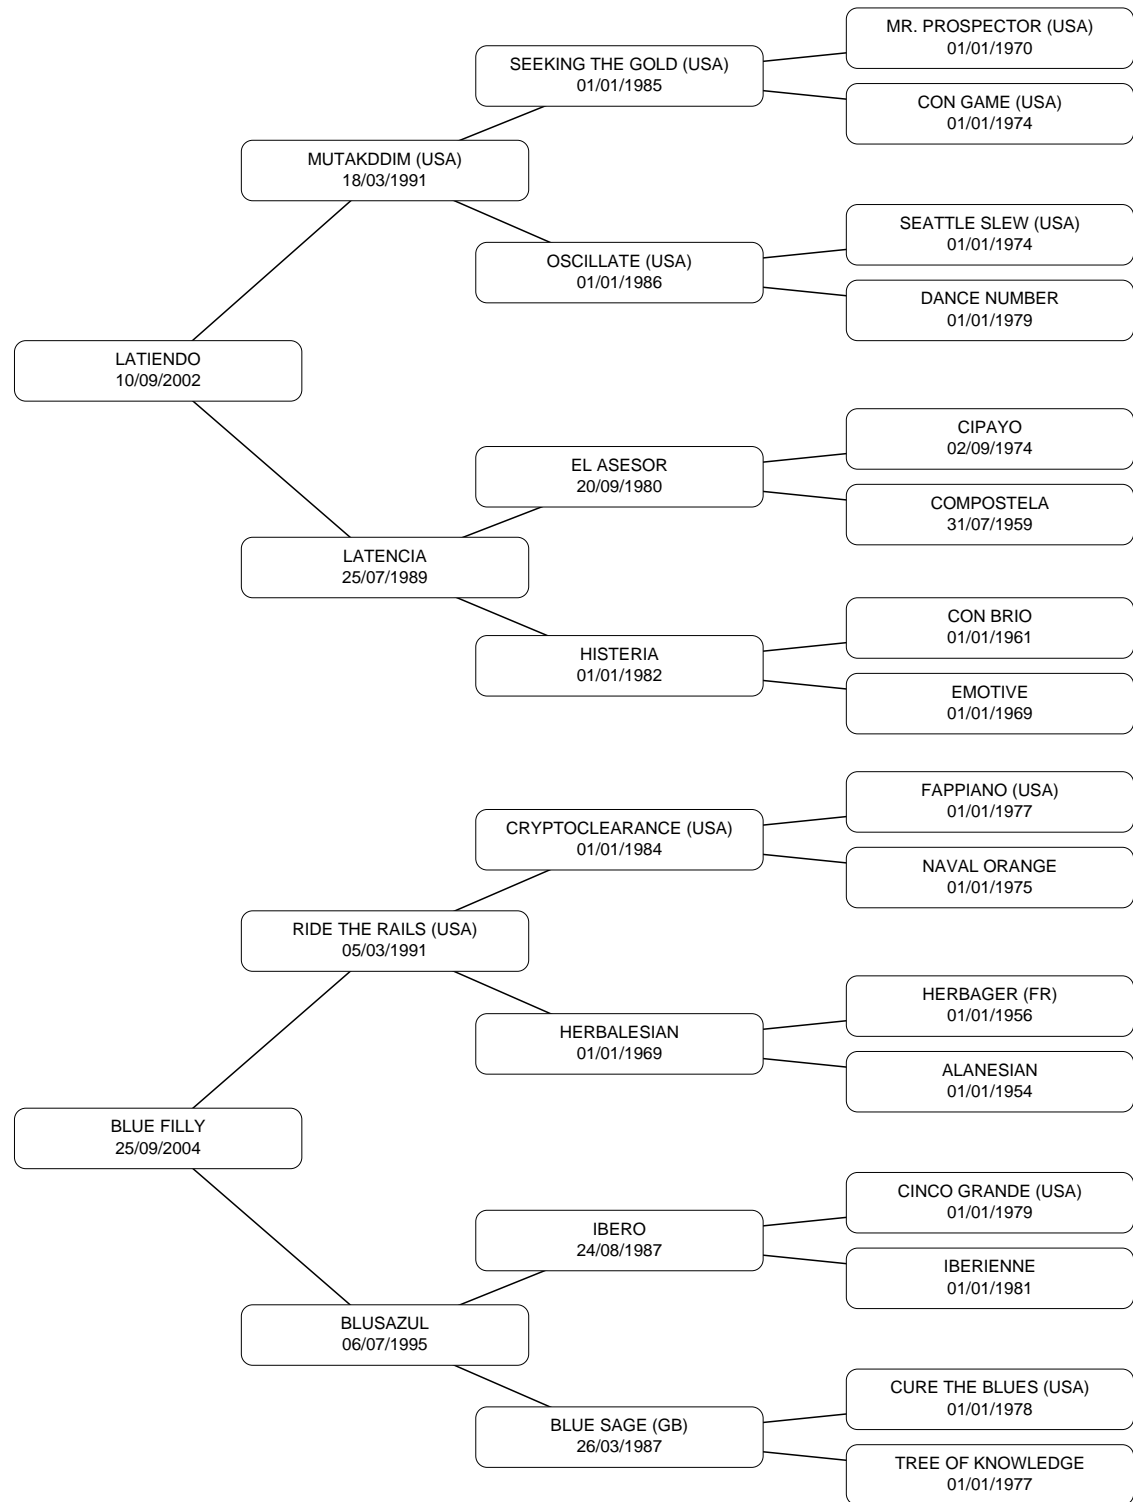 MR. PROSPECTOR (USA)
01/01/1970
SEEKING THE GOLD (USA)
01/01/1985
CON GAME (USA)
01/01/1974
MUTAKDDIM (USA)
18/03/1991
SEATTLE SLEW (USA)
01/01/1974
OSCILLATE (USA)
01/01/1986
DANCE NUMBER
01/01/1979
LATIENDO
10/09/2002
CIPAYO
02/09/1974
EL ASESOR
20/09/1980
COMPOSTELA
31/07/1959
LATENCIA
25/07/1989
CON BRIO
01/01/1961
HISTERIA
01/01/1982
EMOTIVE
01/01/1969
FAPPIANO (USA)
01/01/1977
CRYPTOCLEARANCE (USA)
01/01/1984
NAVAL ORANGE
01/01/1975
RIDE THE RAILS (USA)
05/03/1991
HERBAGER (FR)
01/01/1956
HERBALESIAN
01/01/1969
ALANESIAN
01/01/1954
BLUE FILLY
25/09/2004
CINCO GRANDE (USA)
01/01/1979
IBERO
24/08/1987
IBERIENNE
01/01/1981
BLUSAZUL
06/07/1995
CURE THE BLUES (USA)
01/01/1978
BLUE SAGE (GB)
26/03/1987
TREE OF KNOWLEDGE
01/01/1977